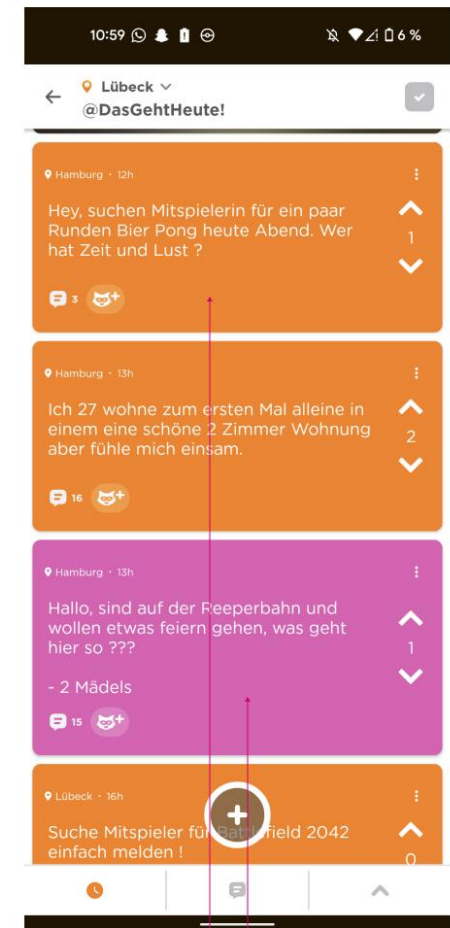 10:59 6 %
Lübeck
@DasGehtHeute!
Hamburg · 12h
Hey, suchen Mitspielerin für ein paar
Runden Bier Pong heute Abend. Wer
hat Zeit und Lust ?
1
3
Hamburg · 13h
Ich 27 wohne zum ersten Mal alleine in
einem eine schöne 2 Zimmer Wohnung
aber fühle mich einsam.
2
16
Hamburg · 13h
Hallo, sind auf der Reeperbahn und
wollen etwas feiern gehen, was geht
hier so ???
1
- 2 Mädels
15
Lübeck · 16h
Suche Mitspieler für Battlefield 2042
einfach melden !
0